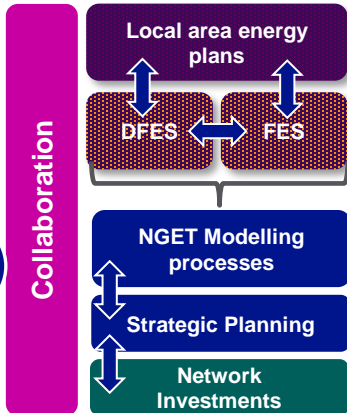 Collaboration
Local area energy
plans
DFES
FES
NGET Modelling
processes
Strategic Planning
Network
Investments